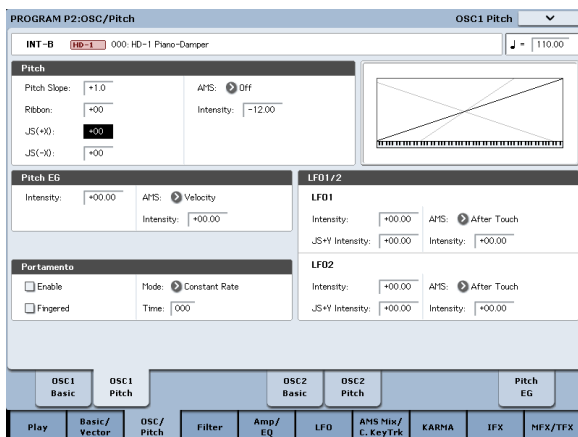 PROGRAM P2:OSC/Pitch OSC1 Pitch
INT-B HD-1 000: HD-1 Piano-Damper ♩ = 110.00
Pitch
Pitch Slope: +1.0 AMS: Off
Ribbon: +00 Intensity: -12.00
JS(+X): +00
JS(-X): +00
Pitch EG
Intensity: +00.00 AMS: Velocity
Intensity: +00.00
Portamento
Enable Mode: Constant Rate
Fingered Time: 000
LFO1/2
LFO1
Intensity: +00.00 AMS: After Touch
JS+Y Intensity: +00.00 Intensity: +00.00
LFO2
Intensity: +00.00 AMS: After Touch
JS+Y Intensity: +00.00 Intensity: +00.00
OSC1 Basic
OSC1 Pitch
OSC2 Basic
OSC2 Pitch
Pitch EG
Play
Basic/ Vector
OSC/ Pitch
Filter
Amp/ EQ
LFO
AMS Mix/ C. KeyTrk
KARMA
IFX
MFX/TFX